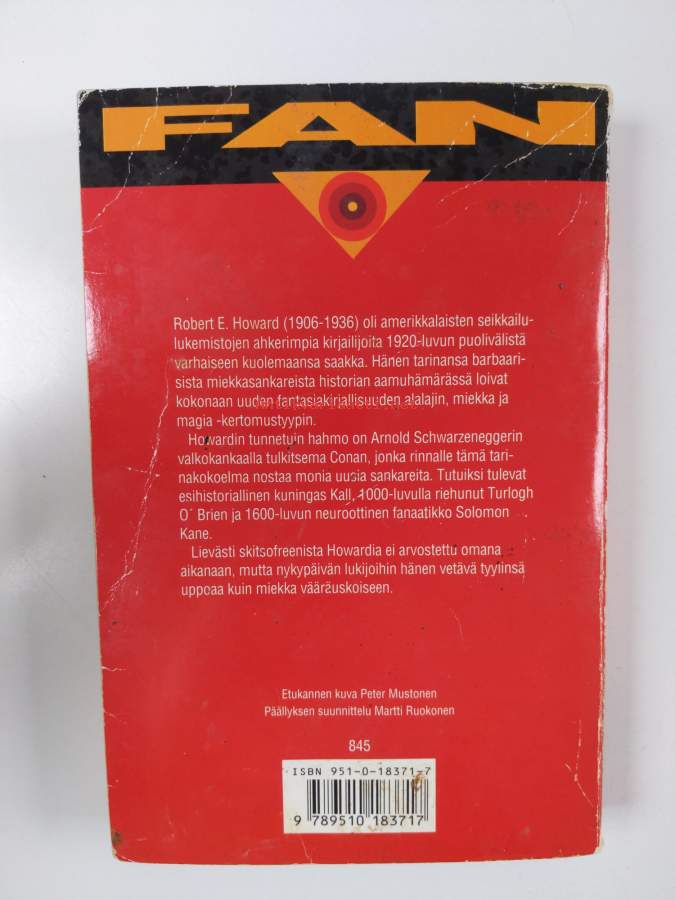 FAN
Robert E. Howard (1906-1936) oli amerikkalaisten seikkailu-
lukemistojen ahkerimpia kirjailijoita 1920-luvun puolivälistä
varhaiseen kuolemaansa saakka. Hänen tarinansa barbaari-
sista miekkasankareista historian aamuhämärässä loivat
kokonaan uuden fantasiakirjallisuuden alalajin, miekka ja
magia -kertomustyypin.
Howardin tunnetuin hahmo on Arnold Schwarzeneggerin
valkokankaalla tulkitsema Conan, jonka rinnalle tämä tari-
nakokoelma nostaa monia uusia sankareita. Tutuiksi tulevat
esihistoriallinen kuningas Kall, 1000-luvulla riehunut Turlogh
O´ Brien ja 1600-luvun neuroottinen fanaatikko Solomon
Kane.
Lievästi skitsofreenista Howardia ei arvostettu omana
aikanaan, mutta nykypäivän lukijoihin hänen vetävä tyylinsä
uppoaa kuin miekka vääräuskoiseen.
Etukannen kuva Peter Mustonen
Päällyksen suunnittelu Martti Ruokonen
845
ISBN 951-0-18371-7
9 789510 183717